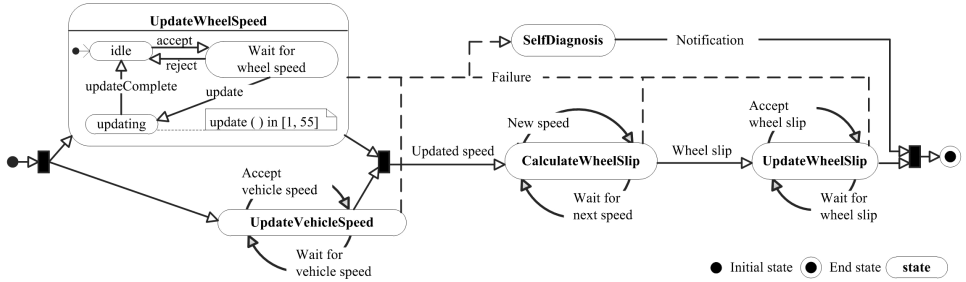 UpdateWheelSpeed
idle
accept
reject
Wait for
wheel speed
updateComplete
update
updating
update ( ) in [1, 55]
SelfDiagnosis
Notification
Failure
Updated speed
New speed
CalculateWheelSlip
Wait for
next speed
Wheel slip
Accept
wheel slip
UpdateWheelSlip
Wait for
wheel slip
Accept
vehicle speed
UpdateVehicleSpeed
Wait for
vehicle speed
Initial state
End state
state